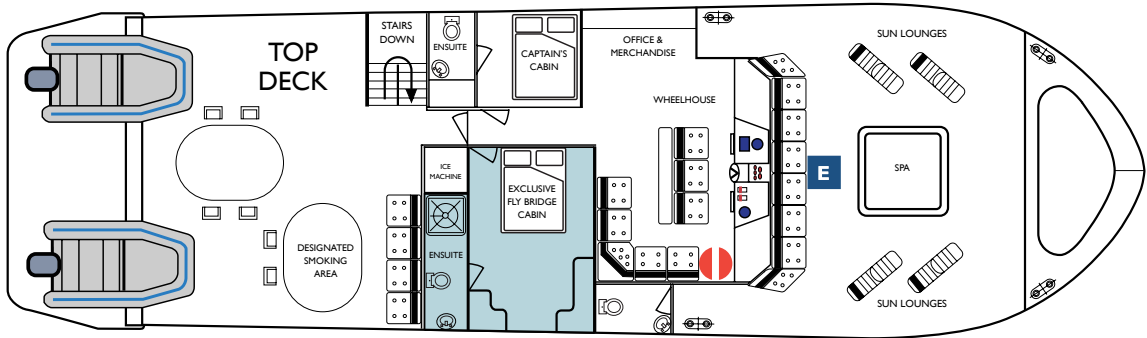 TOP
DECK
STAIRS
DOWN
ENSUITE
CAPTAIN'S
CABIN
OFFICE &
MERCHANDISE
WHEELHOUSE
SUN LOUNGES
E
SPA
ICE
MACHINE
EXCLUSIVE
FLY BRIDGE
CABIN
DESIGNATED
SMOKING
AREA
ENSUITE
SUN LOUNGES